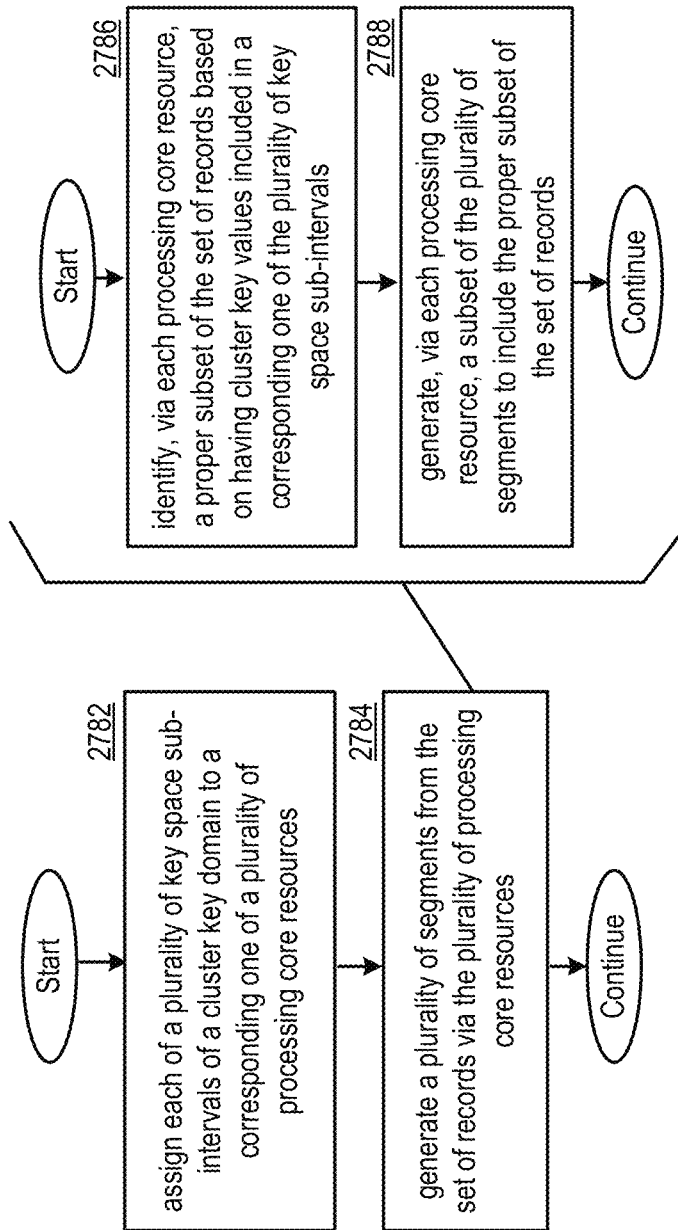 Start
2782
assign each of a plurality of key space sub-
intervals of a cluster key domain to a
corresponding one of a plurality of
processing core resources
2784
generate a plurality of segments from the
set of records via the plurality of processing
core resources
Continue
Start
2786
identify, via each processing core resource,
a proper subset of the set of records based
on having cluster key values included in a
corresponding one of the plurality of key
space sub-intervals
2788
generate, via each processing core
resource, a subset of the plurality of
segments to include the proper subset of
the set of records
Continue